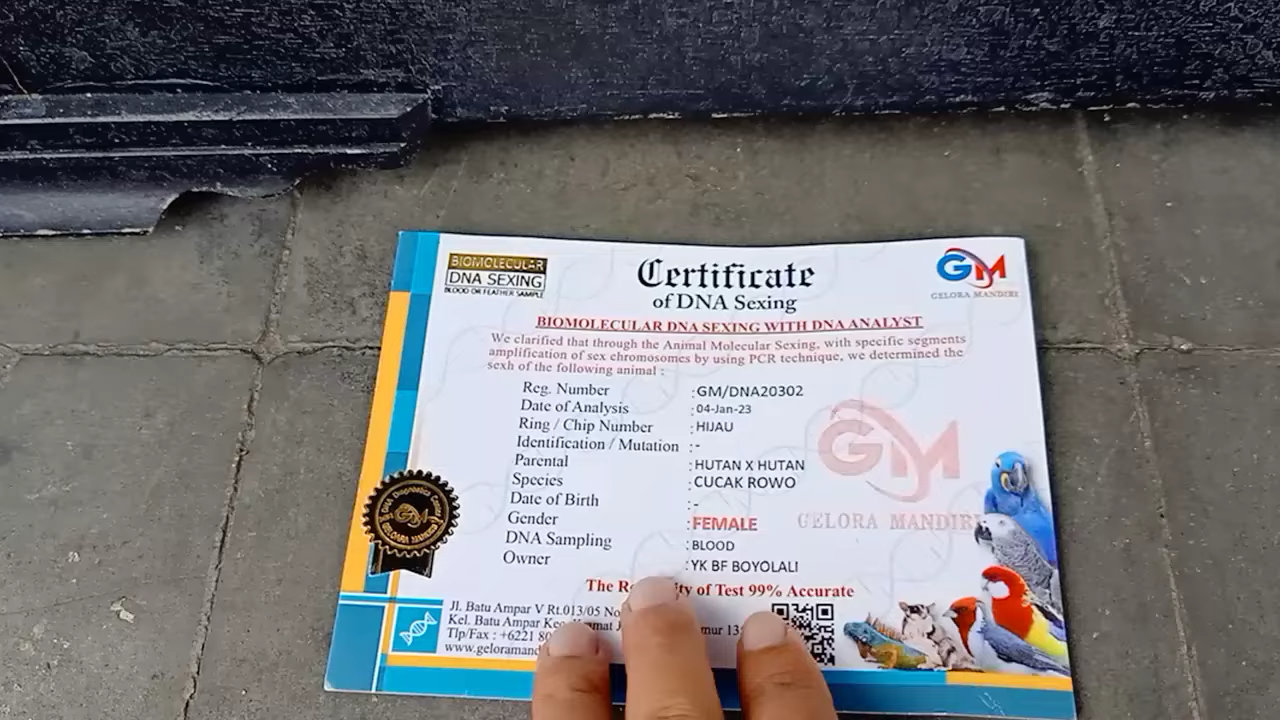 BIOMOLECULAR
DNA SEXING
BLOOD OR FEATHER SAMPLE
Certificate
of DNA Sexing
GM
GELORA MANDIRI
BIOMOLECULAR DNA SEXING WITH DNA ANALYST
We clarified that through the Animal Molecular Sexing, with specific segments
amplification of sex chromosomes by using PCR technique, we determined the
sexh of the following animal :
Reg. Number : GM/DNA20302
Date of Analysis : 04-Jan-23
Ring / Chip Number : HIJAU
Identification / Mutation : -
Parental : HUTAN X HUTAN
Species : CUCAK ROWO
Date of Birth : -
Gender : FEMALE
DNA Sampling : BLOOD
Owner : YK BF BOYOLALI
GM
GELORA MANDIRI
GM
The of Test 99% Accurate
Jl. Batu Ampar V Rt.013/05 No
Kel. Batu Ampar
Tlp/Fax : +6221